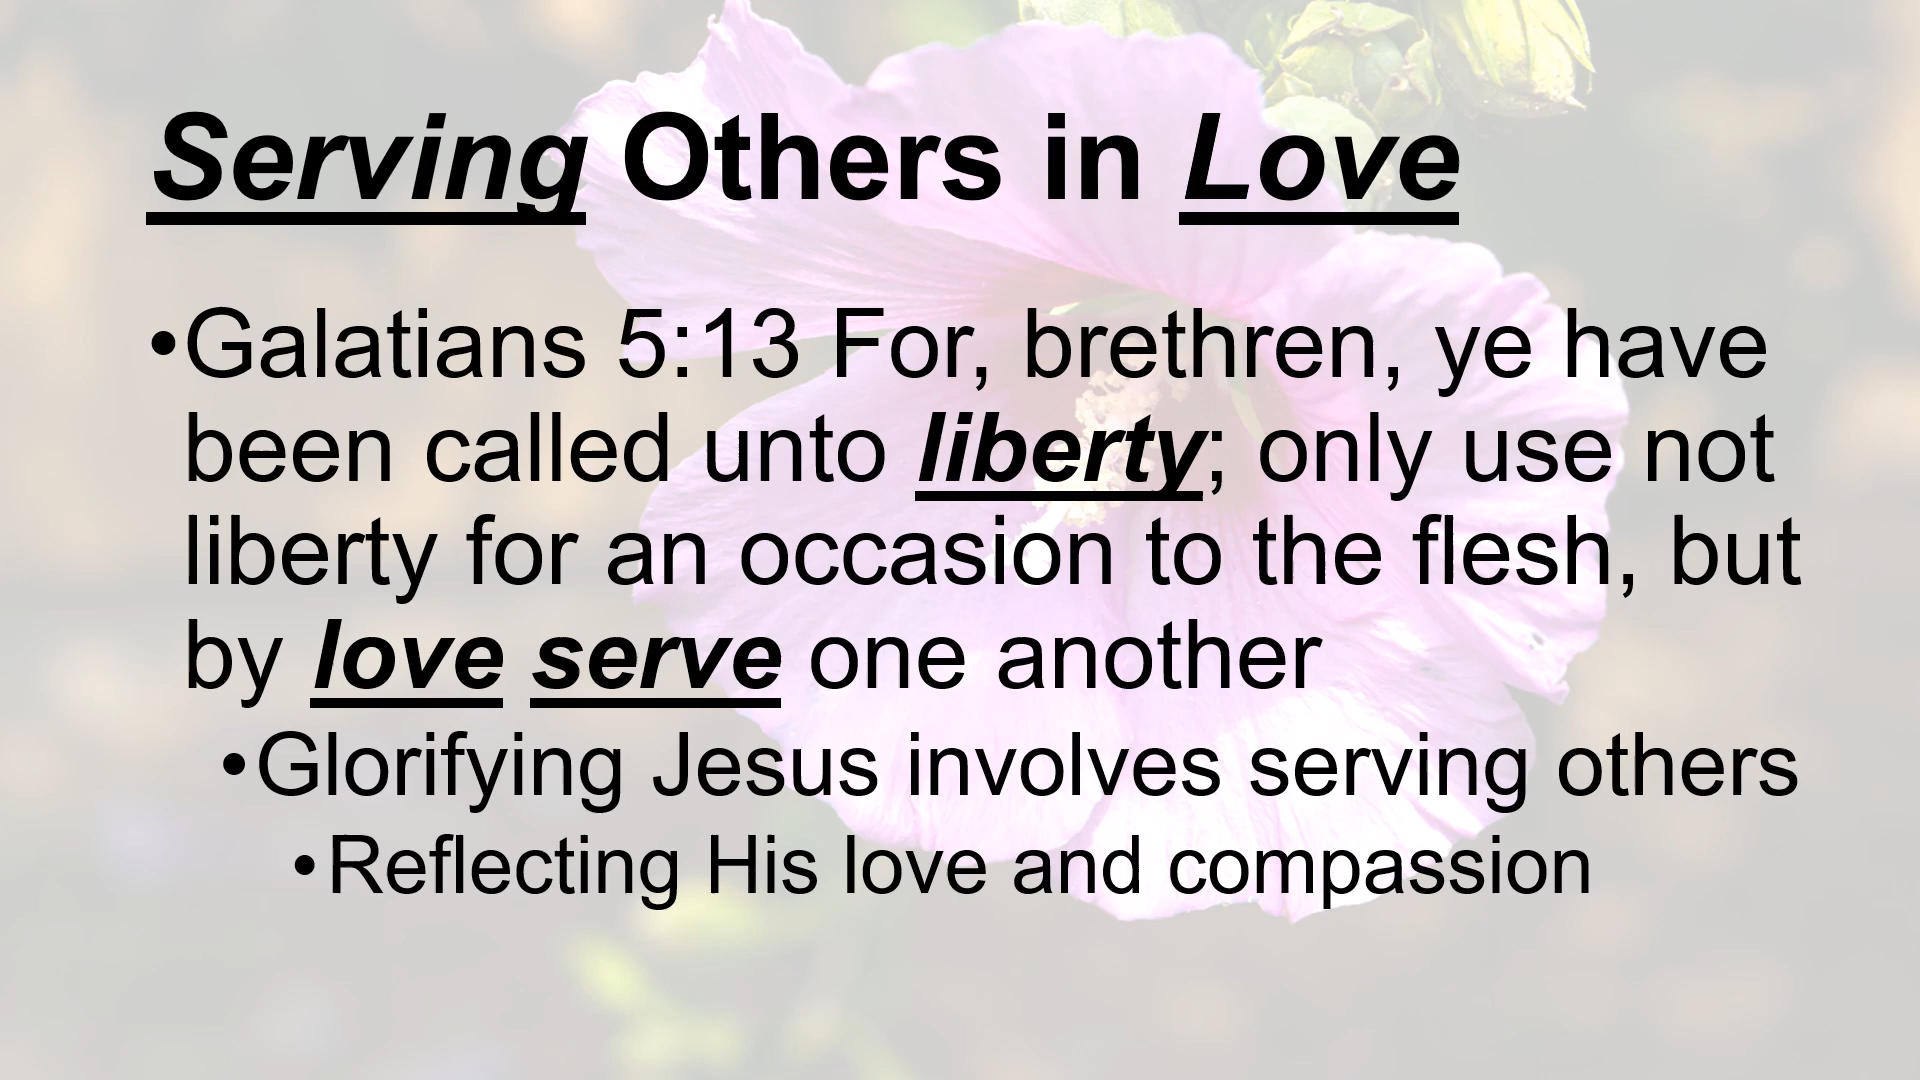 Serving Others in Love
•Galatians 5:13 For, brethren, ye have
been called unto liberty; only use not
liberty for an occasion to the flesh, but
by love serve one another
•Glorifying Jesus involves serving others
•Reflecting His love and compassion